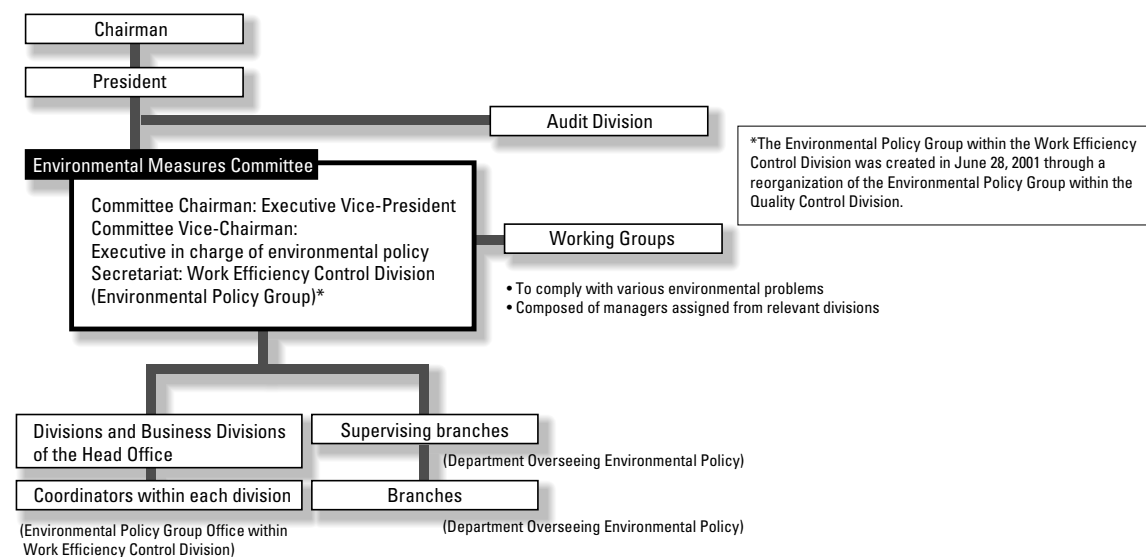 Chairman
President
Audit Division
*The Environmental Policy Group within the Work Efficiency
Control Division was created in June 28, 2001 through a
reorganization of the Environmental Policy Group within the
Quality Control Division.
Environmental Measures Committee
Committee Chairman: Executive Vice-President
Committee Vice-Chairman:
Executive in charge of environmental policy
Secretariat: Work Efficiency Control Division
(Environmental Policy Group)*
Working Groups
• To comply with various environmental problems
• Composed of managers assigned from relevant divisions
Divisions and Business Divisions
of the Head Office
Supervising branches
(Department Overseeing Environmental Policy)
Coordinators within each division
Branches
(Environmental Policy Group Office within
Work Efficiency Control Division)
(Department Overseeing Environmental Policy)